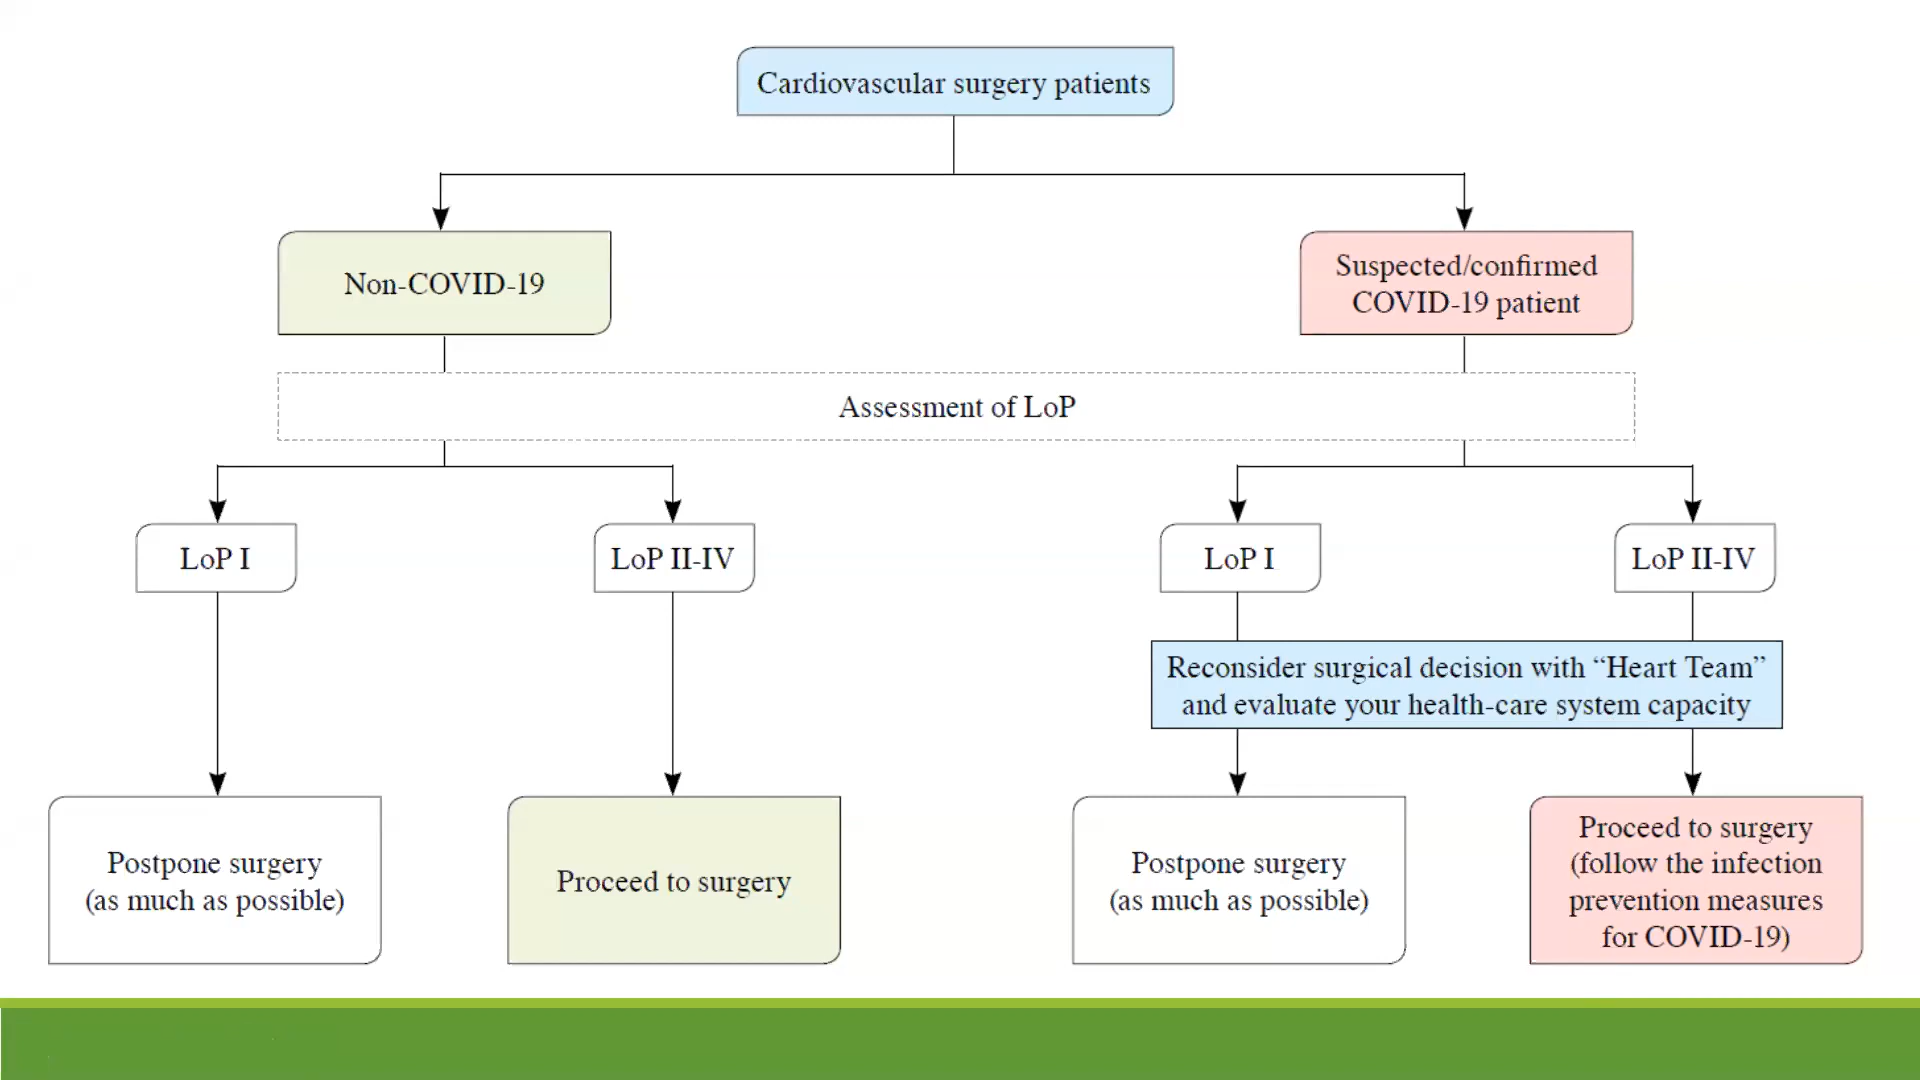 Cardiovascular surgery patients
Non-COVID-19
Suspected/confirmed
COVID-19 patient
Assessment of LoP
LoP I
LoP II-IV
LoP I
LoP II-IV
Reconsider surgical decision with “Heart Team”
and evaluate your health-care system capacity
Postpone surgery
(as much as possible)
Proceed to surgery
Postpone surgery
(as much as possible)
Proceed to surgery
(follow the infection
prevention measures
for COVID-19)